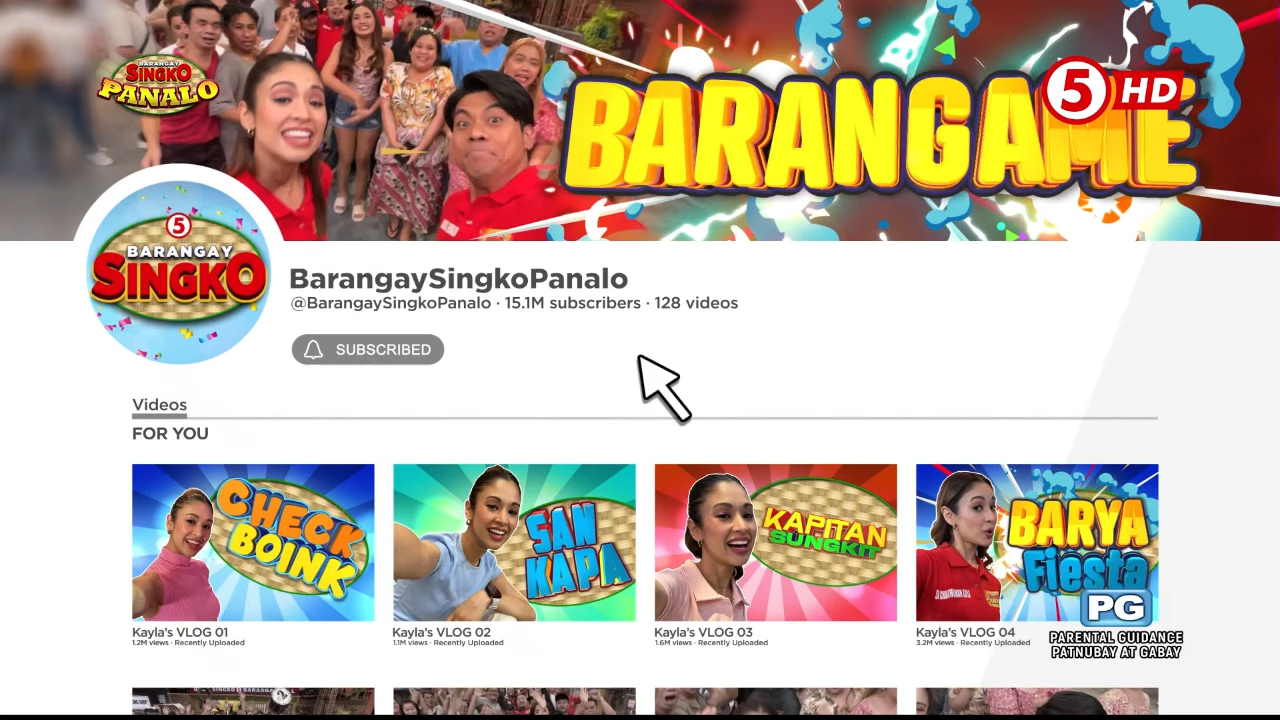 BARANGAY
SINGKO
PANALO
BARANGAME
5 HD
5
BARANGAY
SINGKO
BarangaySingkoPanalo
@BarangaySingkoPanalo · 15.1M subscribers · 128 videos
SUBSCRIBED
Videos
FOR YOU
CHECK
BOINK
SAN
KAPA
KAPITAN
SUNGKIT
BARYA
Fiesta
Kayla's VLOG 01
1.2M views · Recently Uploaded
Kayla's VLOG 02
1.1M views · Recently Uploaded
Kayla's VLOG 03
1.6M views · Recently Uploaded
Kayla's VLOG 04
3.2M views · Recently Uploaded
PG
PARENTAL GUIDANCE
PATNUBAY AT GABAY